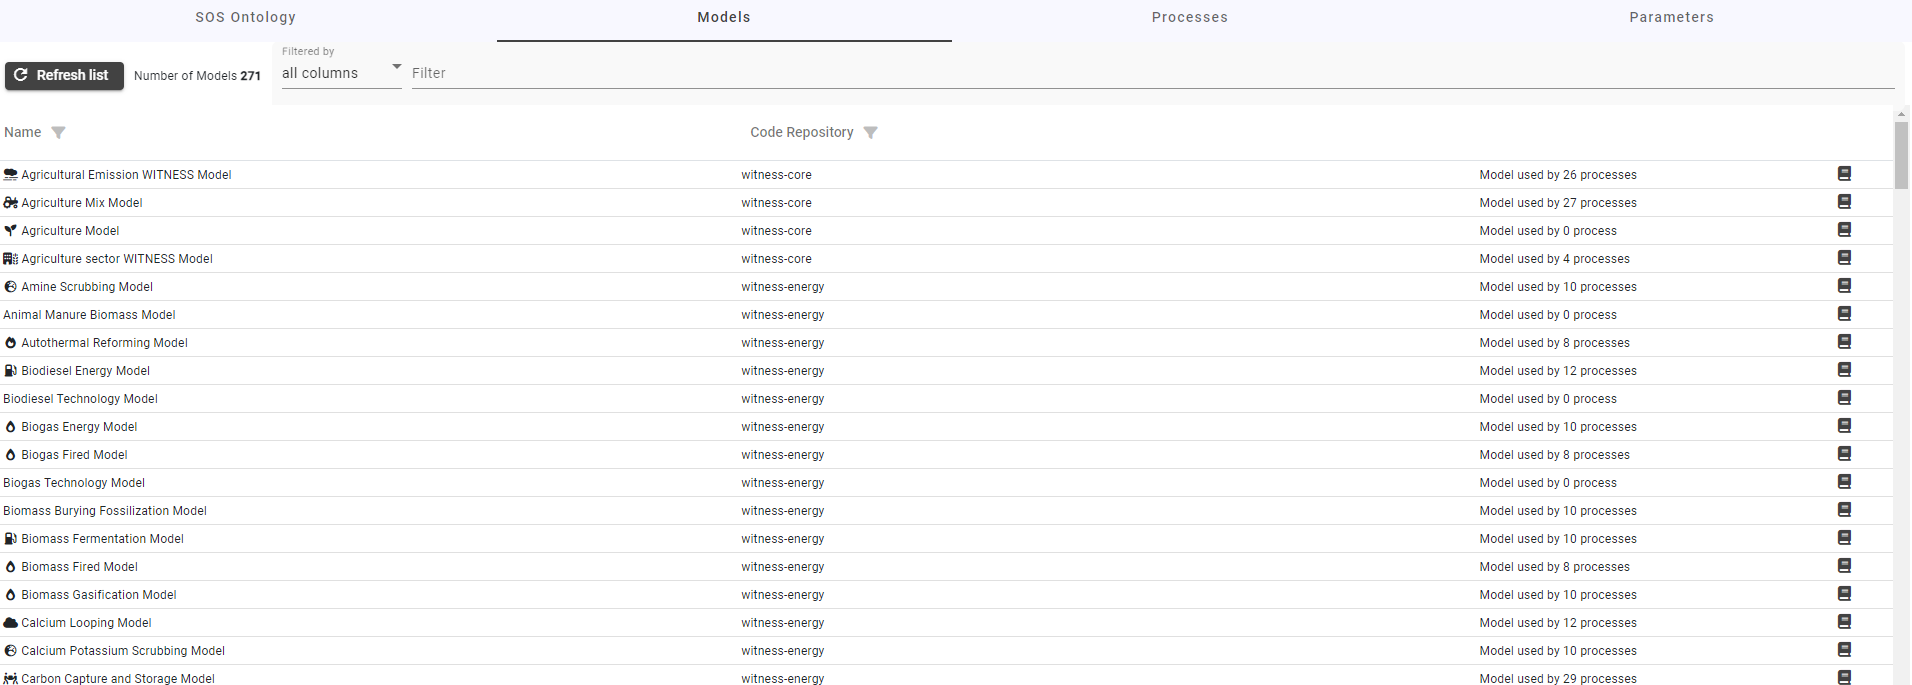 SOS Ontology Models Processes Parameters
Filtered by
Refresh list Number of Models 271 all columns Filter
Name Code Repository
Agricultural Emission WITNESS Model witness-core Model used by 26 processes
Agriculture Mix Model witness-core Model used by 27 processes
Agriculture Model witness-core Model used by 0 process
Agriculture sector WITNESS Model witness-core Model used by 4 processes
Amine Scrubbing Model witness-energy Model used by 10 processes
Animal Manure Biomass Model witness-energy Model used by 0 process
Autothermal Reforming Model witness-energy Model used by 8 processes
Biodiesel Energy Model witness-energy Model used by 12 processes
Biodiesel Technology Model witness-energy Model used by 0 process
Biogas Energy Model witness-energy Model used by 10 processes
Biogas Fired Model witness-energy Model used by 8 processes
Biogas Technology Model witness-energy Model used by 0 process
Biomass Burying Fossilization Model witness-energy Model used by 10 processes
Biomass Fermentation Model witness-energy Model used by 10 processes
Biomass Fired Model witness-energy Model used by 8 processes
Biomass Gasification Model witness-energy Model used by 10 processes
Calcium Looping Model witness-energy Model used by 12 processes
Calcium Potassium Scrubbing Model witness-energy Model used by 10 processes
Carbon Capture and Storage Model witness-energy Model used by 29 processes